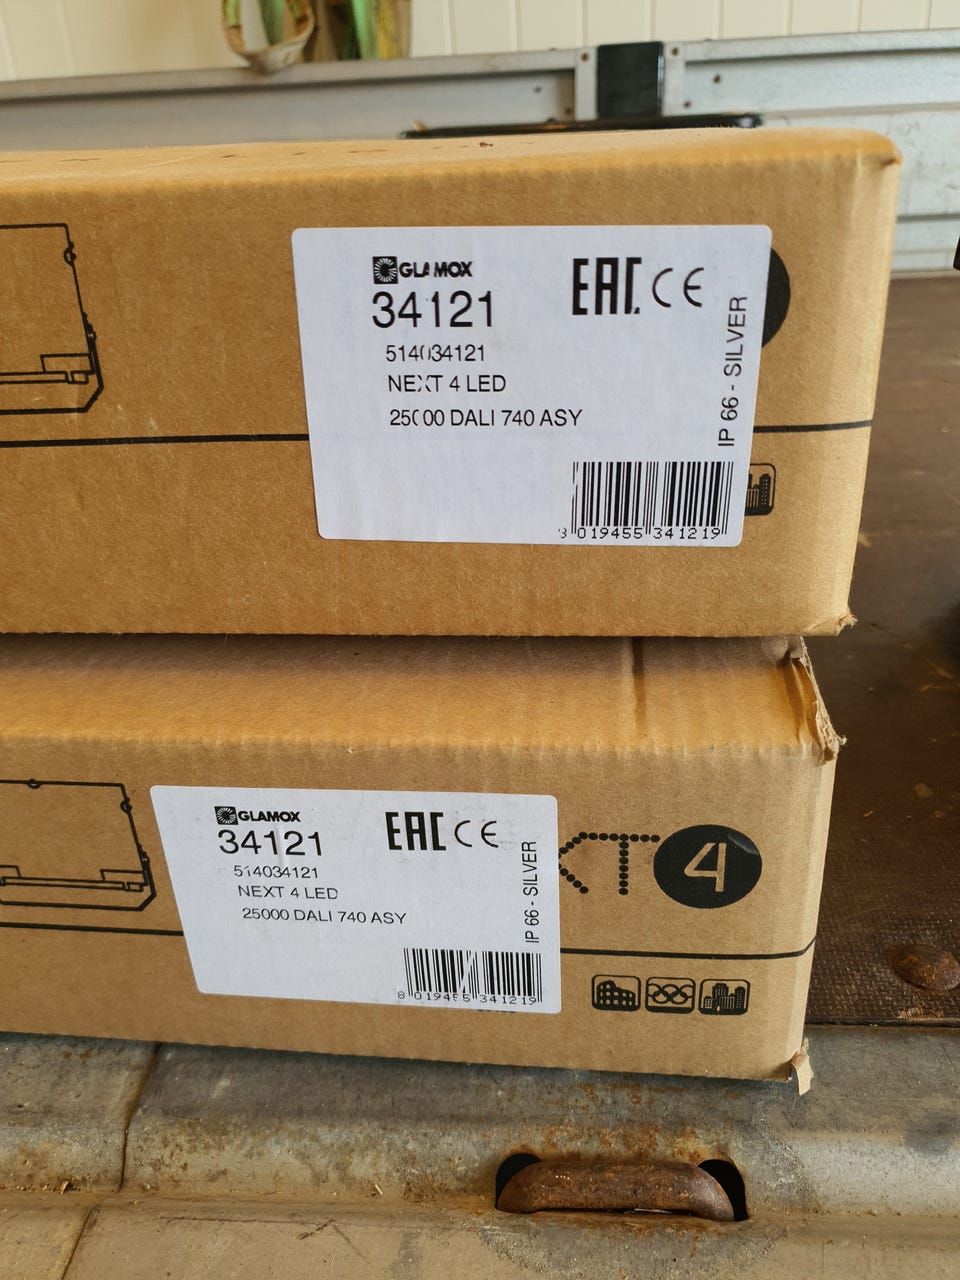 GLAMOX
34121
514034121
NEXT 4 LED
25000 DALI 740 ASY
EAC CE
IP 66 - SILVER
8 019455 341219
GLAMOX
34121
514034121
NEXT 4 LED
25000 DALI 740 ASY
EAC CE
IP 66 - SILVER
8 019455 341219
XT 4